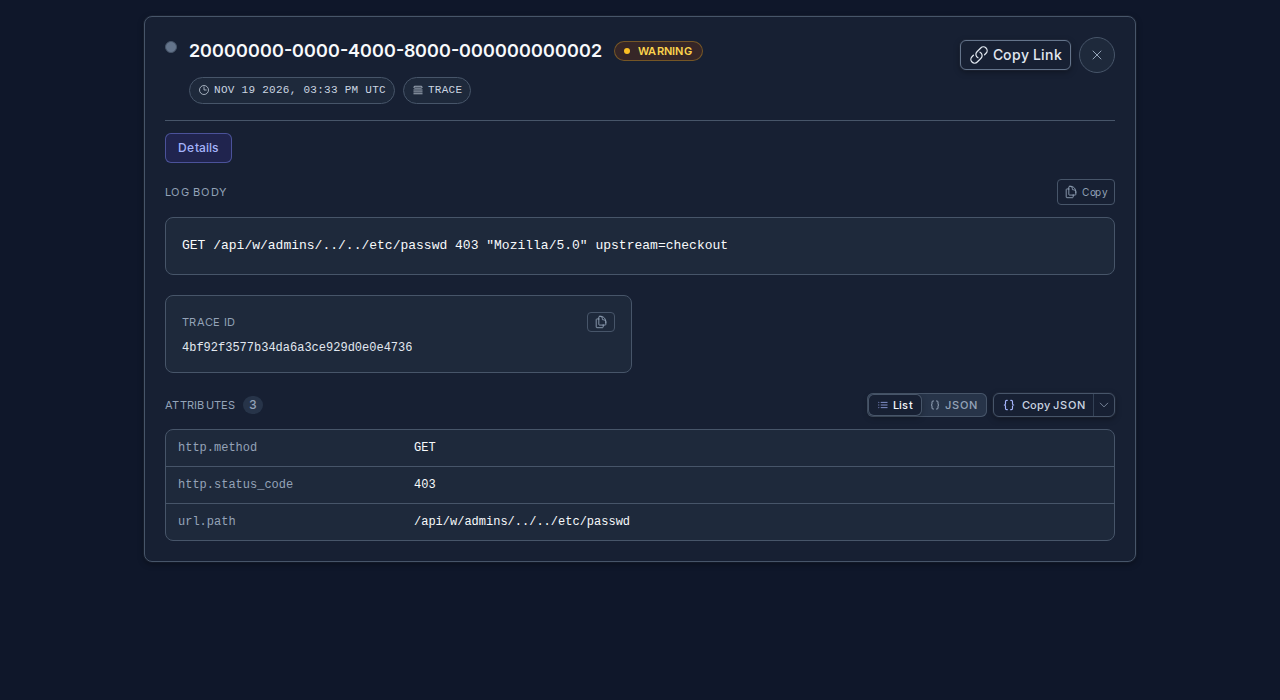 20000000-0000-4000-8000-000000000002
WARNING
Copy Link
NOV 19 2026, 03:33 PM UTC
TRACE
Details
LOG BODY
Copy
GET /api/w/admins/../../etc/passwd 403 "Mozilla/5.0" upstream=checkout
TRACE ID
4bf92f3577b34da6a3ce929d0e0e4736
ATTRIBUTES 3
List
JSON
Copy JSON
http.method GET
http.status_code 403
url.path /api/w/admins/../../etc/passwd